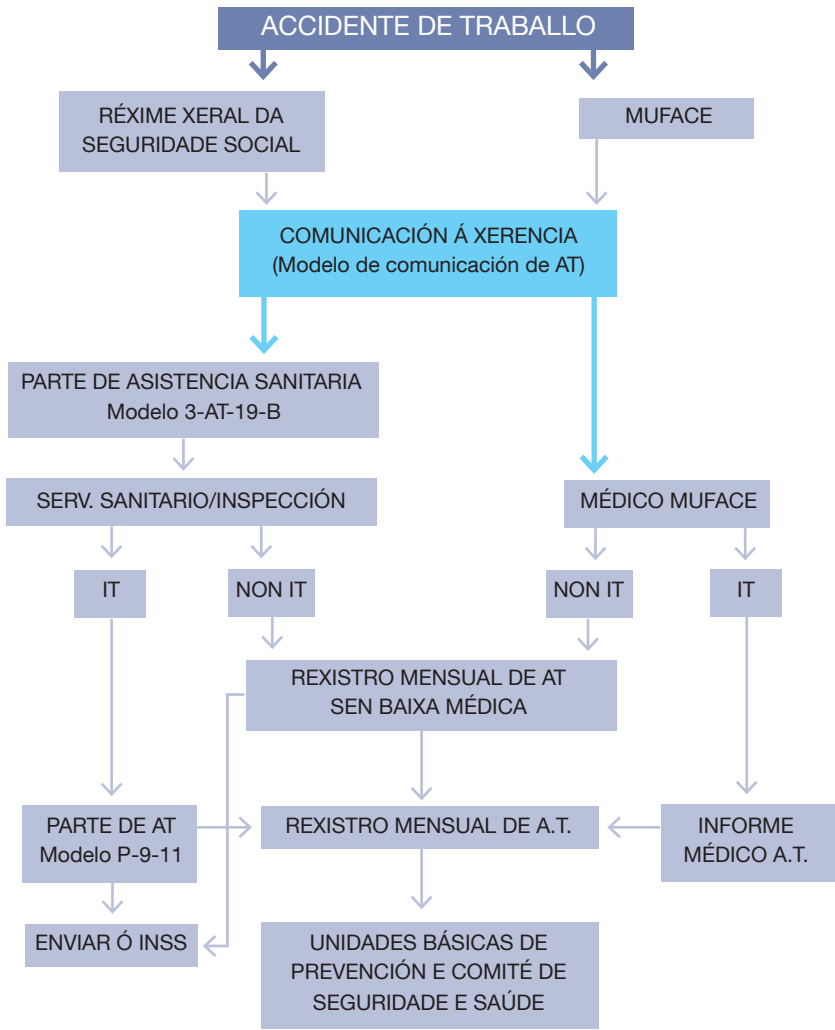 ACCIDENTE DE TRABALLO
RÉXIME XERAL DA
SEGURIDADE SOCIAL
MUFACE
COMUNICACIÓN Á XERENCIA
(Modelo de comunicación de AT)
PARTE DE ASISTENCIA SANITARIA
Modelo 3-AT-19-B
SERV. SANITARIO/INSPECCIÓN
MÉDICO MUFACE
IT
NON IT
NON IT
IT
REXISTRO MENSUAL DE AT
SEN BAIXA MÉDICA
PARTE DE AT
Modelo P-9-11
REXISTRO MENSUAL DE A.T.
INFORME
MÉDICO A.T.
ENVIAR Ó INSS
UNIDADES BÁSICAS DE
PREVENCIÓN E COMITÉ DE
SEGURIDADE E SAÚDE